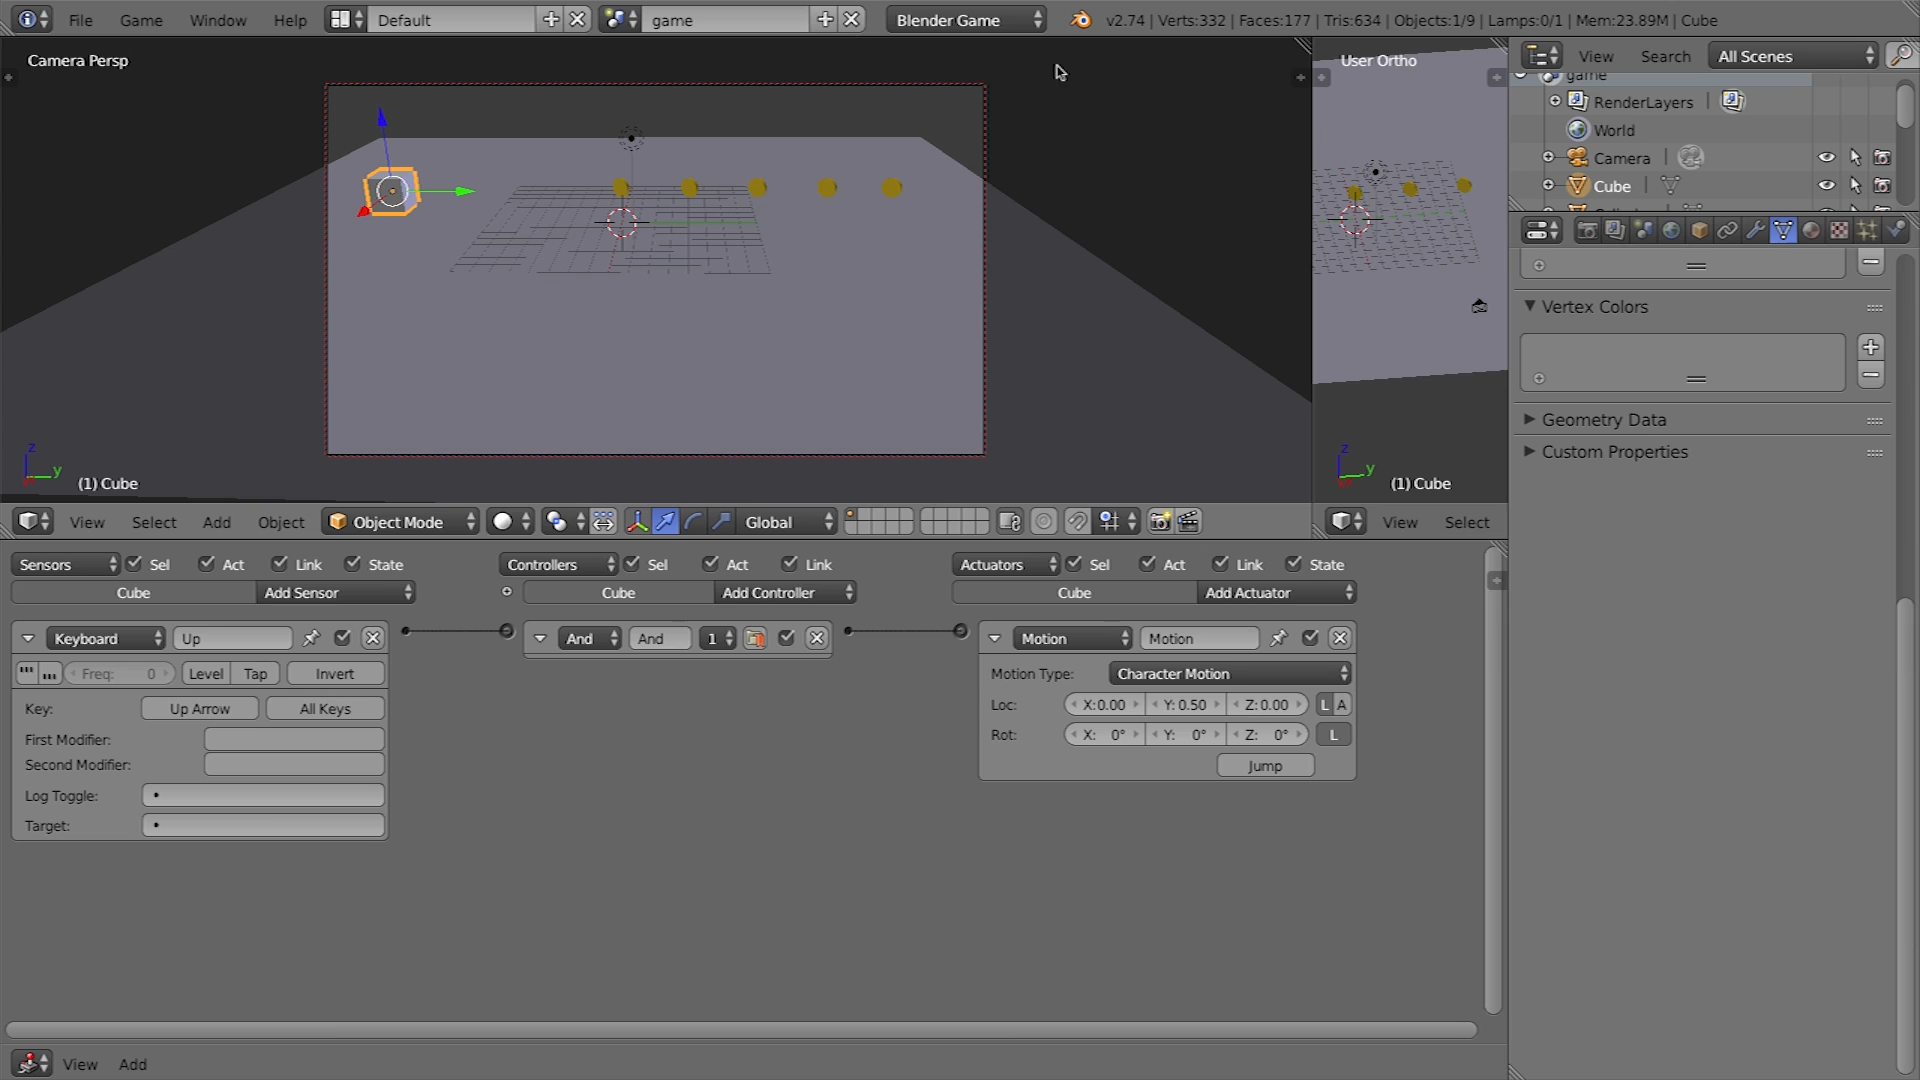 File Game Window Help Default game Blender Game v2.74 | Verts:332 | Faces:177 | Tris:634 | Objects:1/9 | Lamps:0/1 | Mem:23.89M | Cube
Camera Persp
User Ortho
View Search All Scenes
game
RenderLayers
World
Camera
Cube
Vertex Colors
Geometry Data
Custom Properties
z
y
(1) Cube
z
y
(1) Cube
View Select Add Object Object Mode Global
View Select
Sensors Sel Act Link State
Cube Add Sensor
Controllers Sel Act Link
Cube Add Controller
Actuators Sel Act Link State
Cube Add Actuator
Keyboard Up
Freq: 0 Level Tap Invert
Key: Up Arrow All Keys
First Modifier:
Second Modifier:
Log Toggle:
Target:
And And 1
Motion Motion
Motion Type: Character Motion
Loc: X:0.00 Y: 0.50 Z: 0.00 L A
Rot: X: 0° Y: 0° Z: 0° L
Jump
View Add